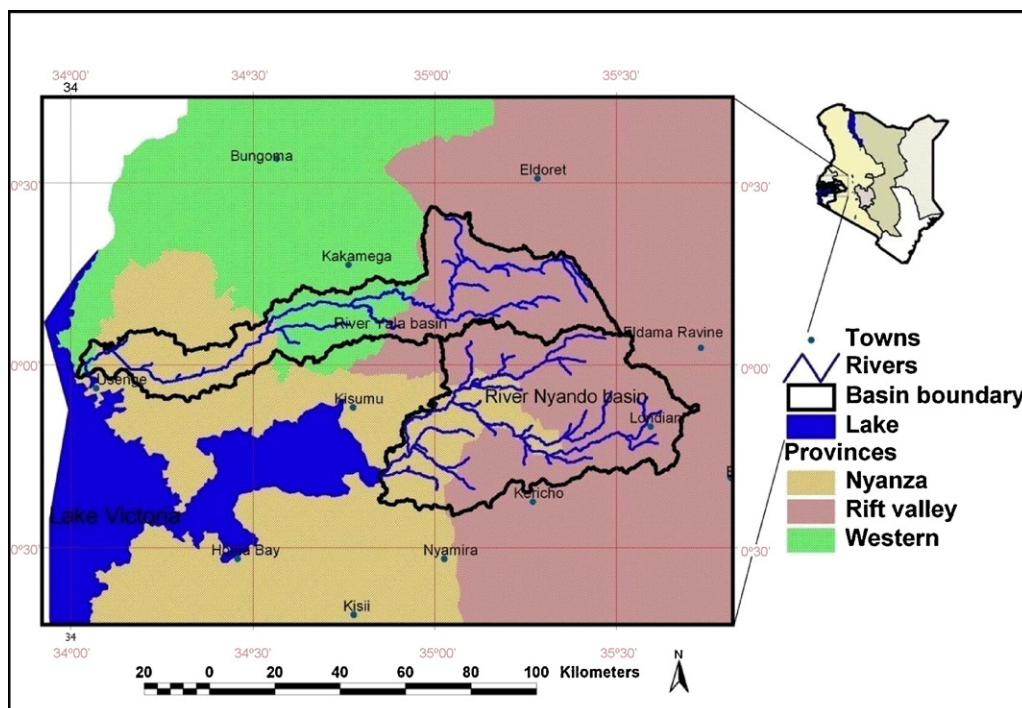 34°00' 34°30' 35°00' 35°30'
34
Bungoma
Eldoret
0°30' 0°30'
Kakamega
River Yala basin
Eldama Ravine
0°00' 0°00'
Usenge
Kisumu
River Nyando basin
Londiani
Kericho
Lake Victoria
0°30' 0°30'
Homa Bay
Nyamira
Kisii
34
34°00' 34°30' 35°00' 35°30'
20 0 20 40 60 80 100 Kilometers
N
Towns
Rivers
Basin boundary
Lake
Provinces
Nyanza
Rift valley
Western